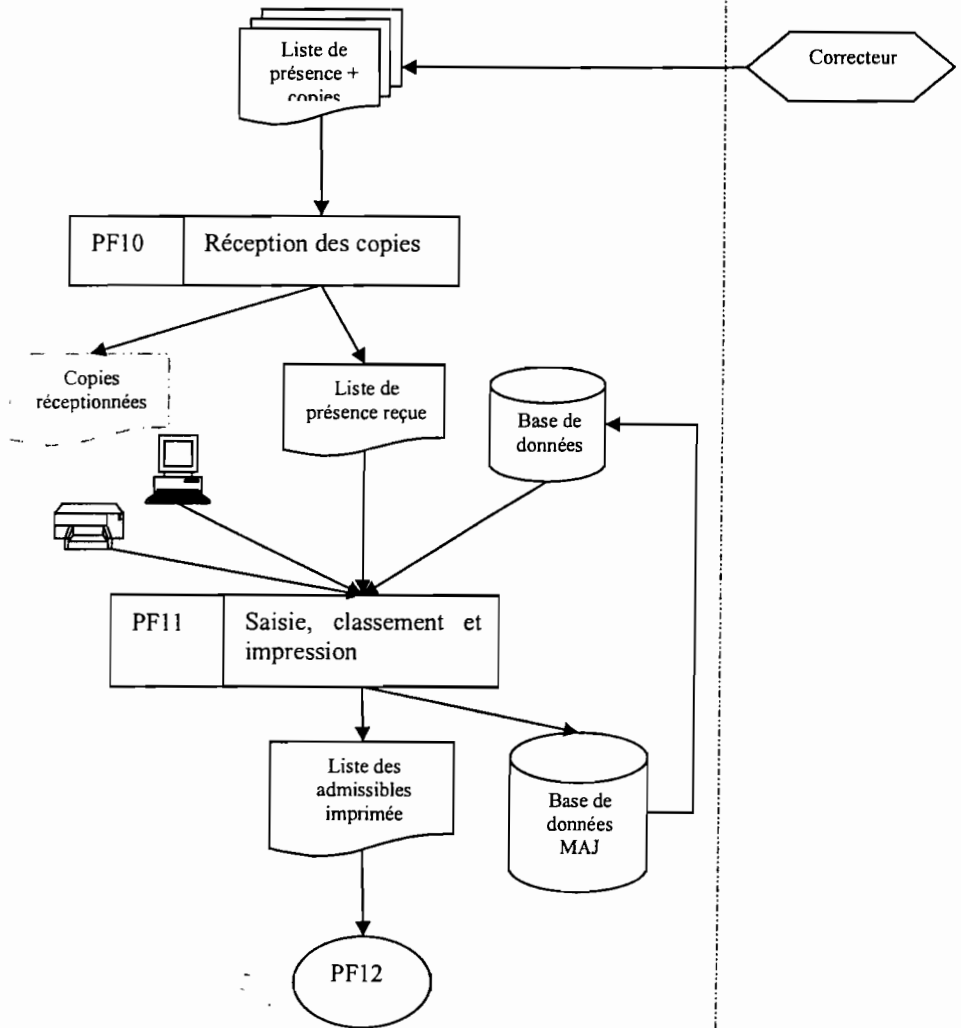 Liste de
présence +
copies
Correcteur
PF10
Réception des copies
Copies
réceptionnées
Liste de
présence reçue
Base de
données
PF11
Saisie, classement et
impression
Liste des
admissibles
imprimée
Base de
données
MAJ
PF12